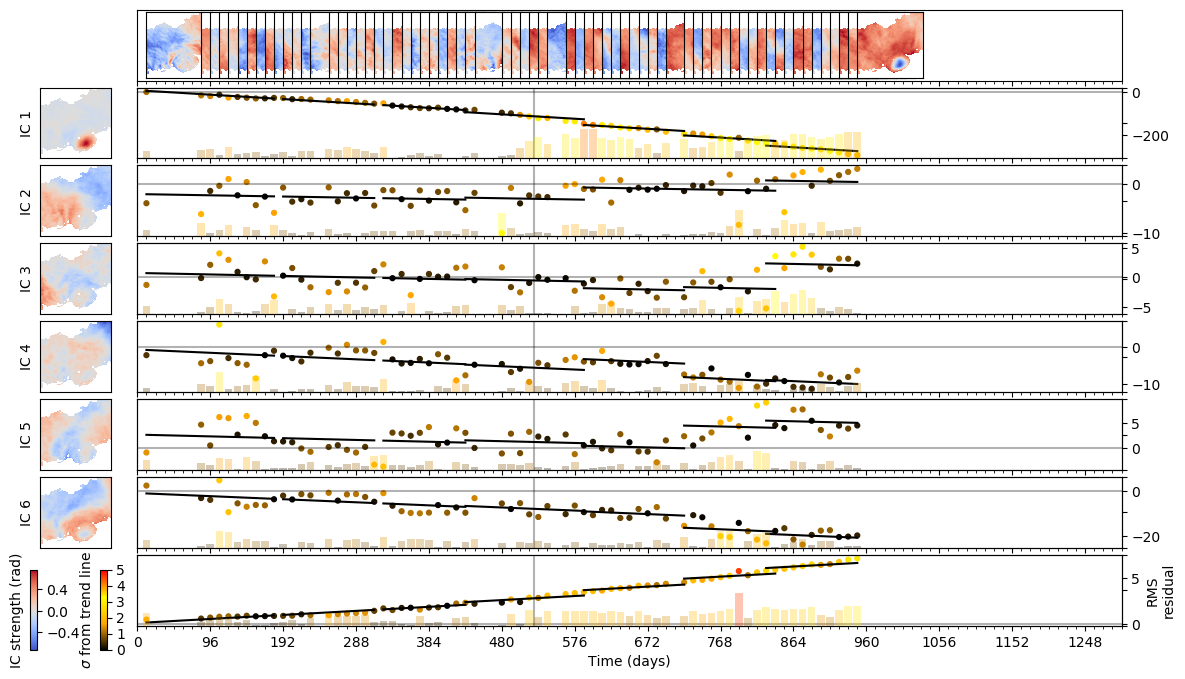 IC 1
0
−200
IC 2
0
−10
IC 3
5
0
−5
IC 4
0
−10
IC 5
5
0
IC 6
0
−20
RMS
residual
5
0
IC strength (rad)
0.4
0.0
−0.4
σ from trend line
5
4
3
2
1
0
0 96 192 288 384 480 576 672 768 864 960 1056 1152 1248
Time (days)